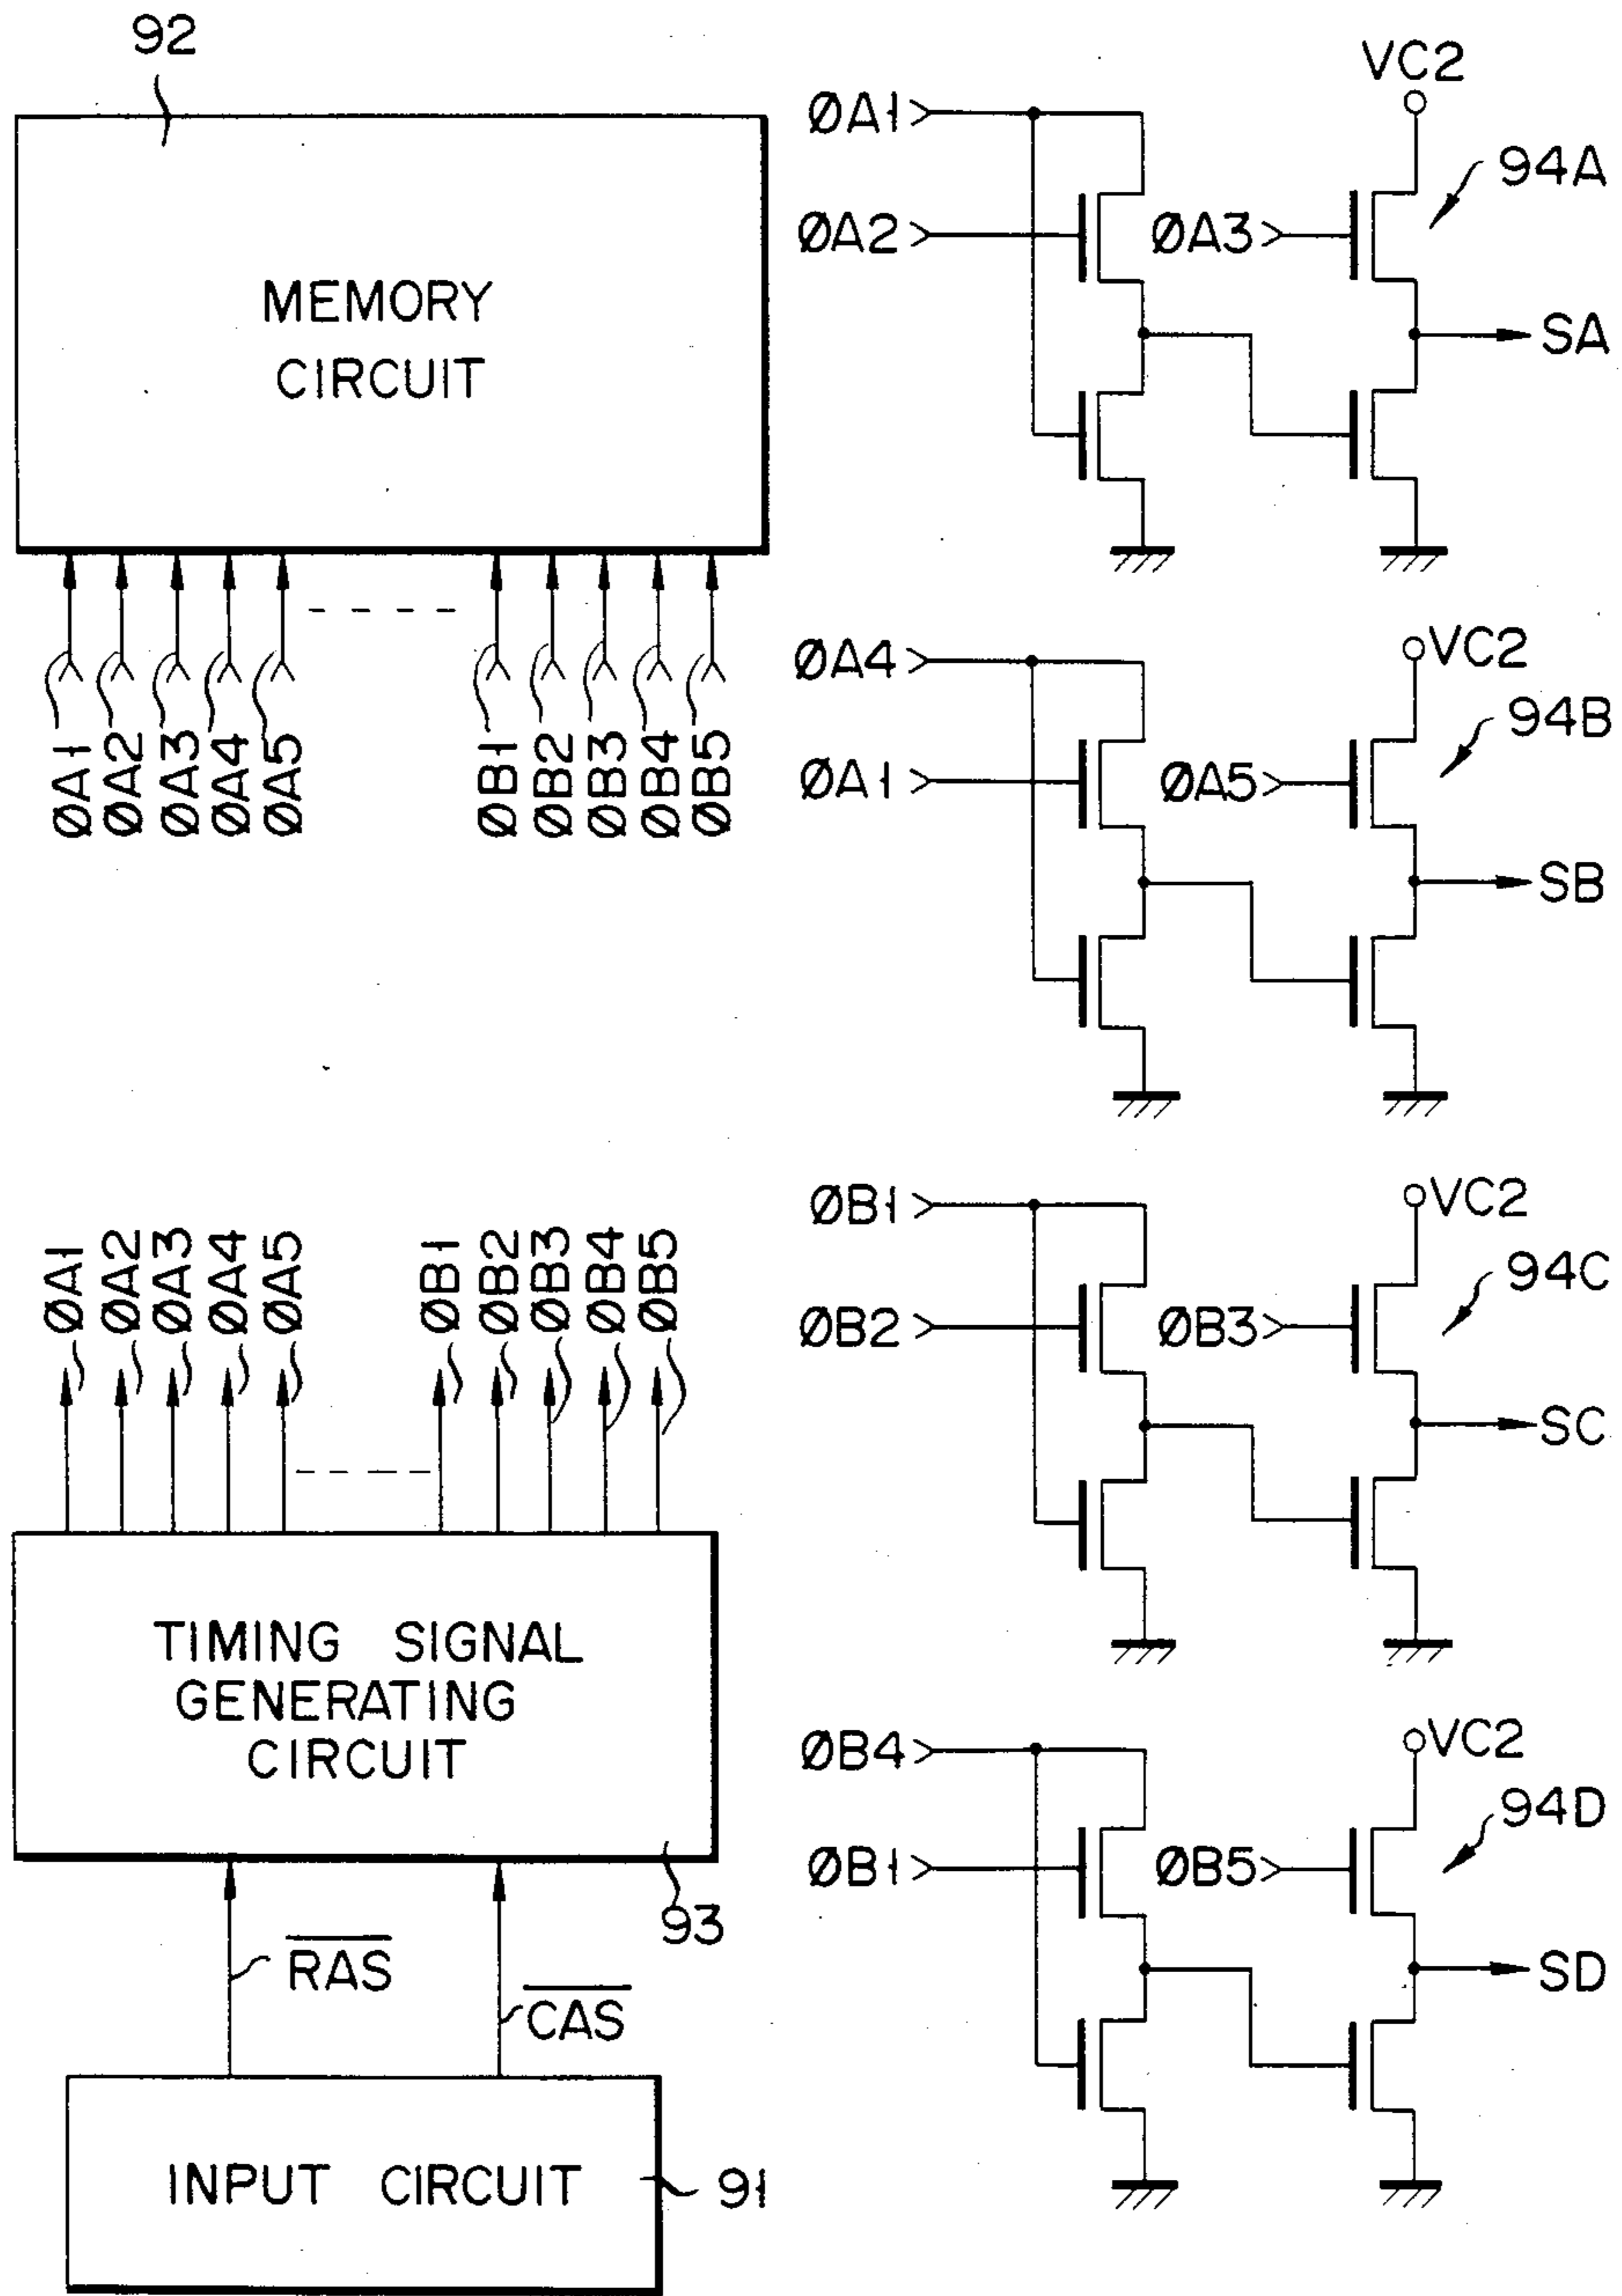 92
MEMORY
CIRCUIT
ØA1
ØA2
ØA3
ØA4
ØA5
ØB1
ØB2
ØB3
ØB4
ØB5
ØA1
ØA2
ØA3
ØA4
ØA5
ØB1
ØB2
ØB3
ØB4
ØB5
TIMING SIGNAL
GENERATING
CIRCUIT
93
RAS
CAS
INPUT CIRCUIT
91
VC2
ØA1
94A
ØA2
ØA3
SA
VC2
ØA4
94B
ØA1
ØA5
SB
VC2
ØB1
94C
ØB2
ØB3
SC
VC2
ØB4
94D
ØB1
ØB5
SD